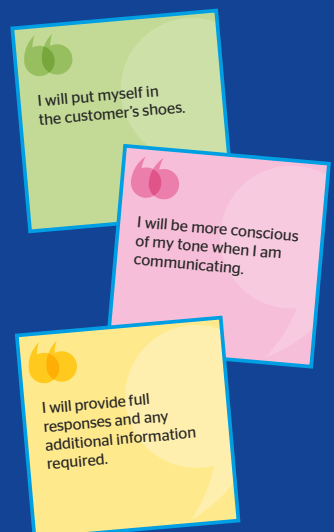 I will put myself in
the customer's shoes.
I will be more conscious
of my tone when I am
communicating.
I will provide full
responses and any
additional information
required.